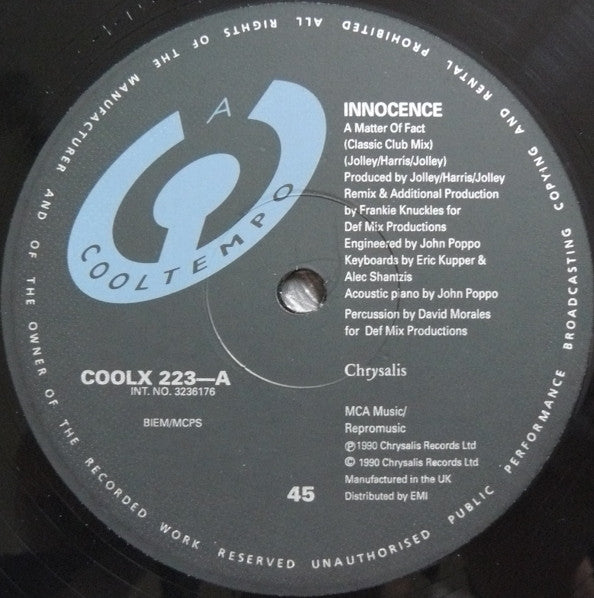 ALL RIGHTS OF THE MANUFACTURER AND OF THE OWNER OF THE RECORDED WORK RESERVED UNAUTHORISED PUBLIC PERFORMANCE BROADCASTING COPYING AND RENTAL PROHIBITED
A
COOLTEMPO
INNOCENCE
A Matter Of Fact
(Classic Club Mix)
(Jolley/Harris/Jolley)
Produced by Jolley/Harris/Jolley
Remix & Additional Production
by Frankie Knuckles for
Def Mix Productions
Engineered by John Poppo
Keyboards by Eric Kupper &
Alec Shantzis
Acoustic piano by John Poppo
Percussion by David Morales
for Def Mix Productions
Chrysalis
COOLX 223—A
INT. NO. 3236176
BIEM/MCPS
MCA Music/
Repromusic
℗ 1990 Chrysalis Records Ltd
© 1990 Chrysalis Records Ltd
Manufactured in the UK
Distributed by EMI
45